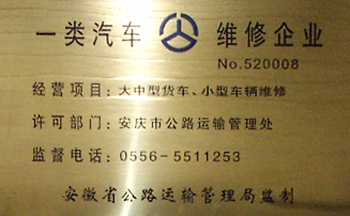 一类汽车 维修企业
No.520008
经营项目：大中型货车、小型车辆维修
许可部门：安庆市公路运输管理处
监督电话：0556-5511253
安徽省公路运输管理局监制